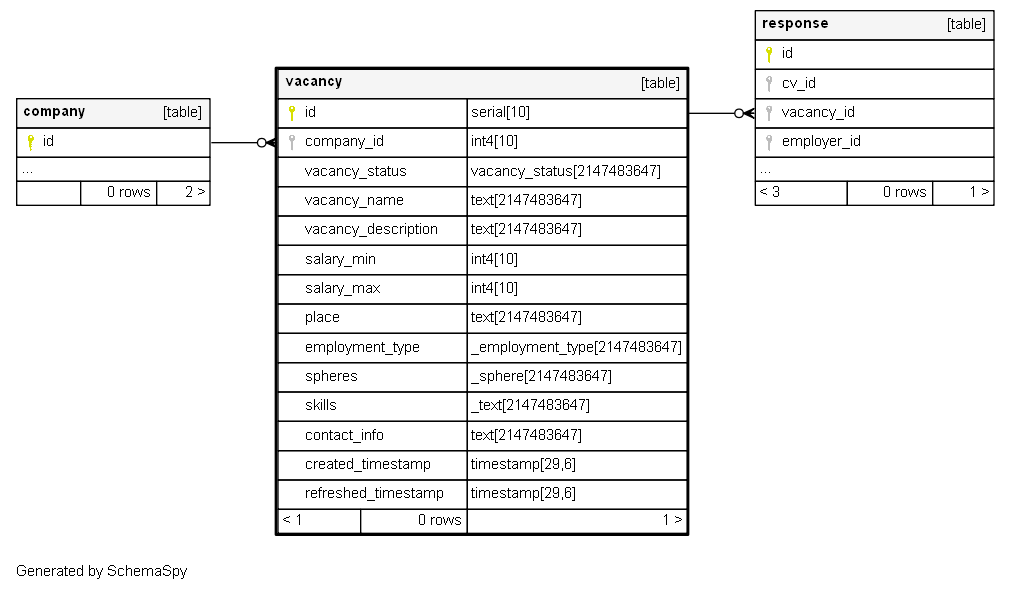 company [table]
id
...
0 rows 2 >
vacancy [table]
id serial[10]
company_id int4[10]
vacancy_status vacancy_status[2147483647]
vacancy_name text[2147483647]
vacancy_description text[2147483647]
salary_min int4[10]
salary_max int4[10]
place text[2147483647]
employment_type _employment_type[2147483647]
spheres _sphere[2147483647]
skills _text[2147483647]
contact_info text[2147483647]
created_timestamp timestamp[29,6]
refreshed_timestamp timestamp[29,6]
< 1 0 rows 1 >
response [table]
id
cv_id
vacancy_id
employer_id
...
< 3 0 rows 1 >
Generated by SchemaSpy